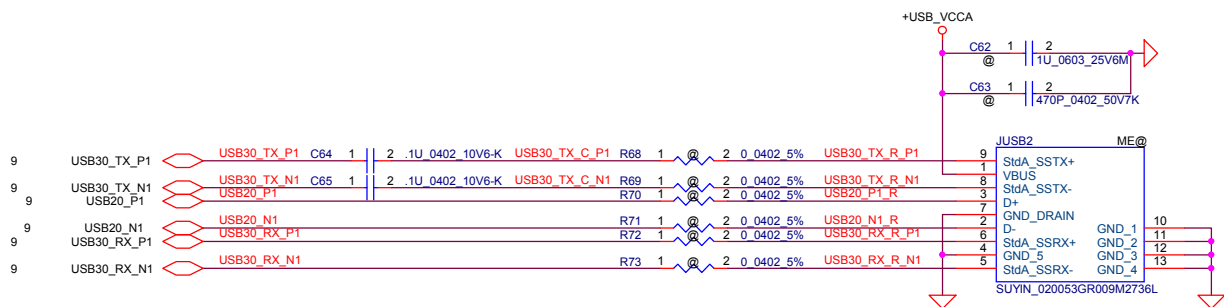 +USB_VCCA
C62 1 2
@ 1U_0603_25V6M
C63 1 2
@ 470P_0402_50V7K
JUSB2 ME@
9 USB30_TX_P1 USB30_TX_P1 C64 1 2 .1U_0402_10V6-K USB30_TX_C_P1 R68 1 @ 2 0_0402_5% USB30_TX_R_P1 9 StdA_SSTX+
1 VBUS
9 USB30_TX_N1 USB30_TX_N1 C65 1 2 .1U_0402_10V6-K USB30_TX_C_N1 R69 1 @ 2 0_0402_5% USB30_TX_R_N1 8 StdA_SSTX-
9 USB20_P1 USB20_P1 R70 1 @ 2 0_0402_5% USB20_P1_R 3 D+
7 GND_DRAIN
9 USB20_N1 USB20_N1 R71 1 @ 2 0_0402_5% USB20_N1_R 2 D- GND_1 10
9 USB30_RX_P1 USB30_RX_P1 R72 1 @ 2 0_0402_5% USB30_RX_R_P1 6 StdA_SSRX+ GND_2 11
4 GND_5 GND_3 12
9 USB30_RX_N1 USB30_RX_N1 R73 1 @ 2 0_0402_5% USB30_RX_R_N1 5 StdA_SSRX- GND_4 13
SUYIN_020053GR009M2736L